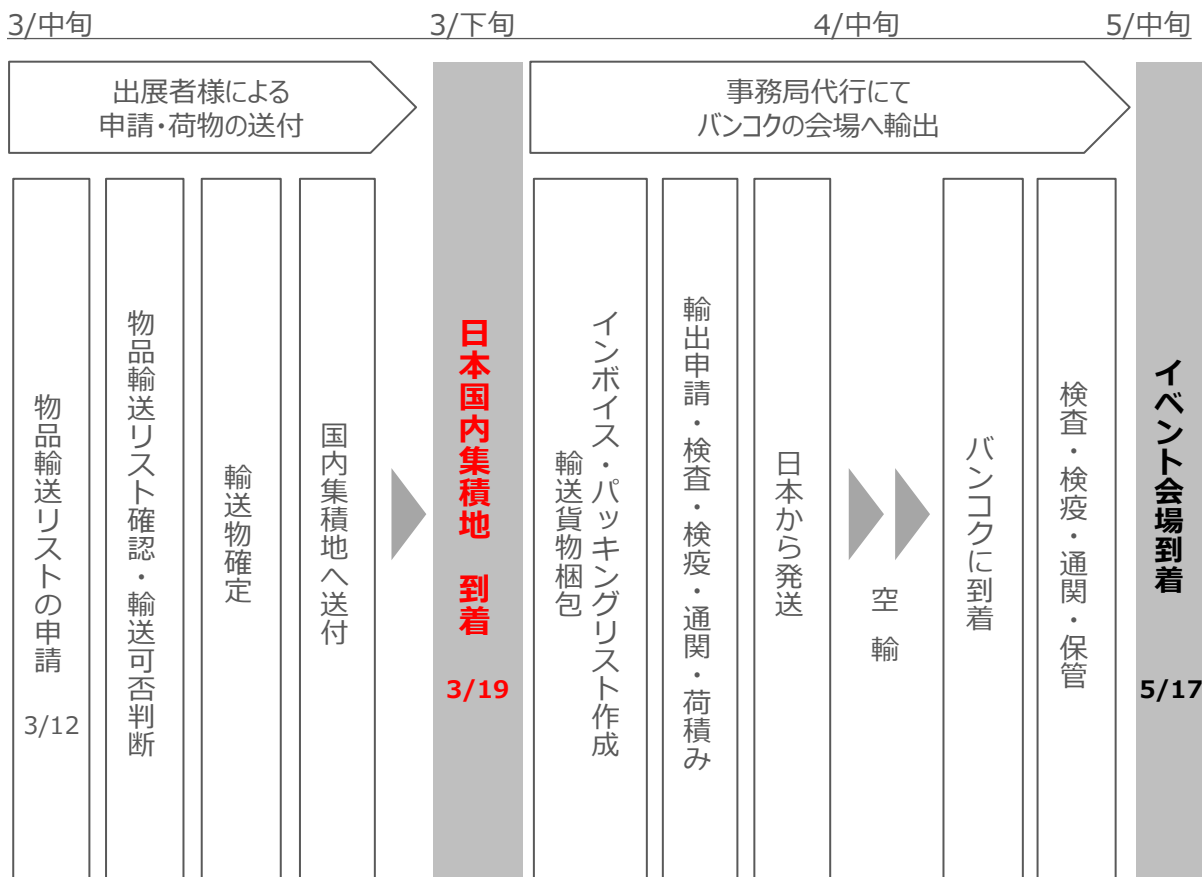 3/中旬
3/下旬
4/中旬
5/中旬
出展者様による
申請・荷物の送付
事務局代行にて
バンコクの会場へ輸出
物品輸送リストの申請
3/12
物品輸送リスト確認・輸送可否判断
輸送物確定
国内集積地へ送付
日本国内集積地 到着
3/19
インボイス・パッキングリスト作成
輸送貨物梱包
輸出申請・検査・検疫・通関・荷積み
日本から発送
空輸
バンコクに到着
検査・検疫・通関・保管
イベント会場到着
5/17